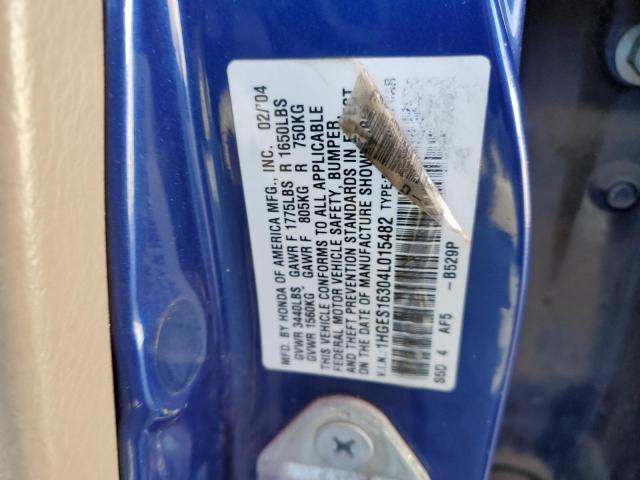 MFD. BY HONDA OF AMERICA MFG., INC. 02/'04
GVWR 3440LBS GAWR F 1775LBS R 1650LBS
GVWR 1560KG GAWR F 805KG R 750KG
THIS VEHICLE CONFORMS TO ALL APPLICABLE
FEDERAL MOTOR VEHICLE SAFETY, BUMPER,
AND THEFT PREVENTION STANDARDS IN
ON THE DATE OF MANUFACTURE SHOWN
V.I.N.: 1HGES16304L015482 TYPE:
S5D 4 AF5 - B529P